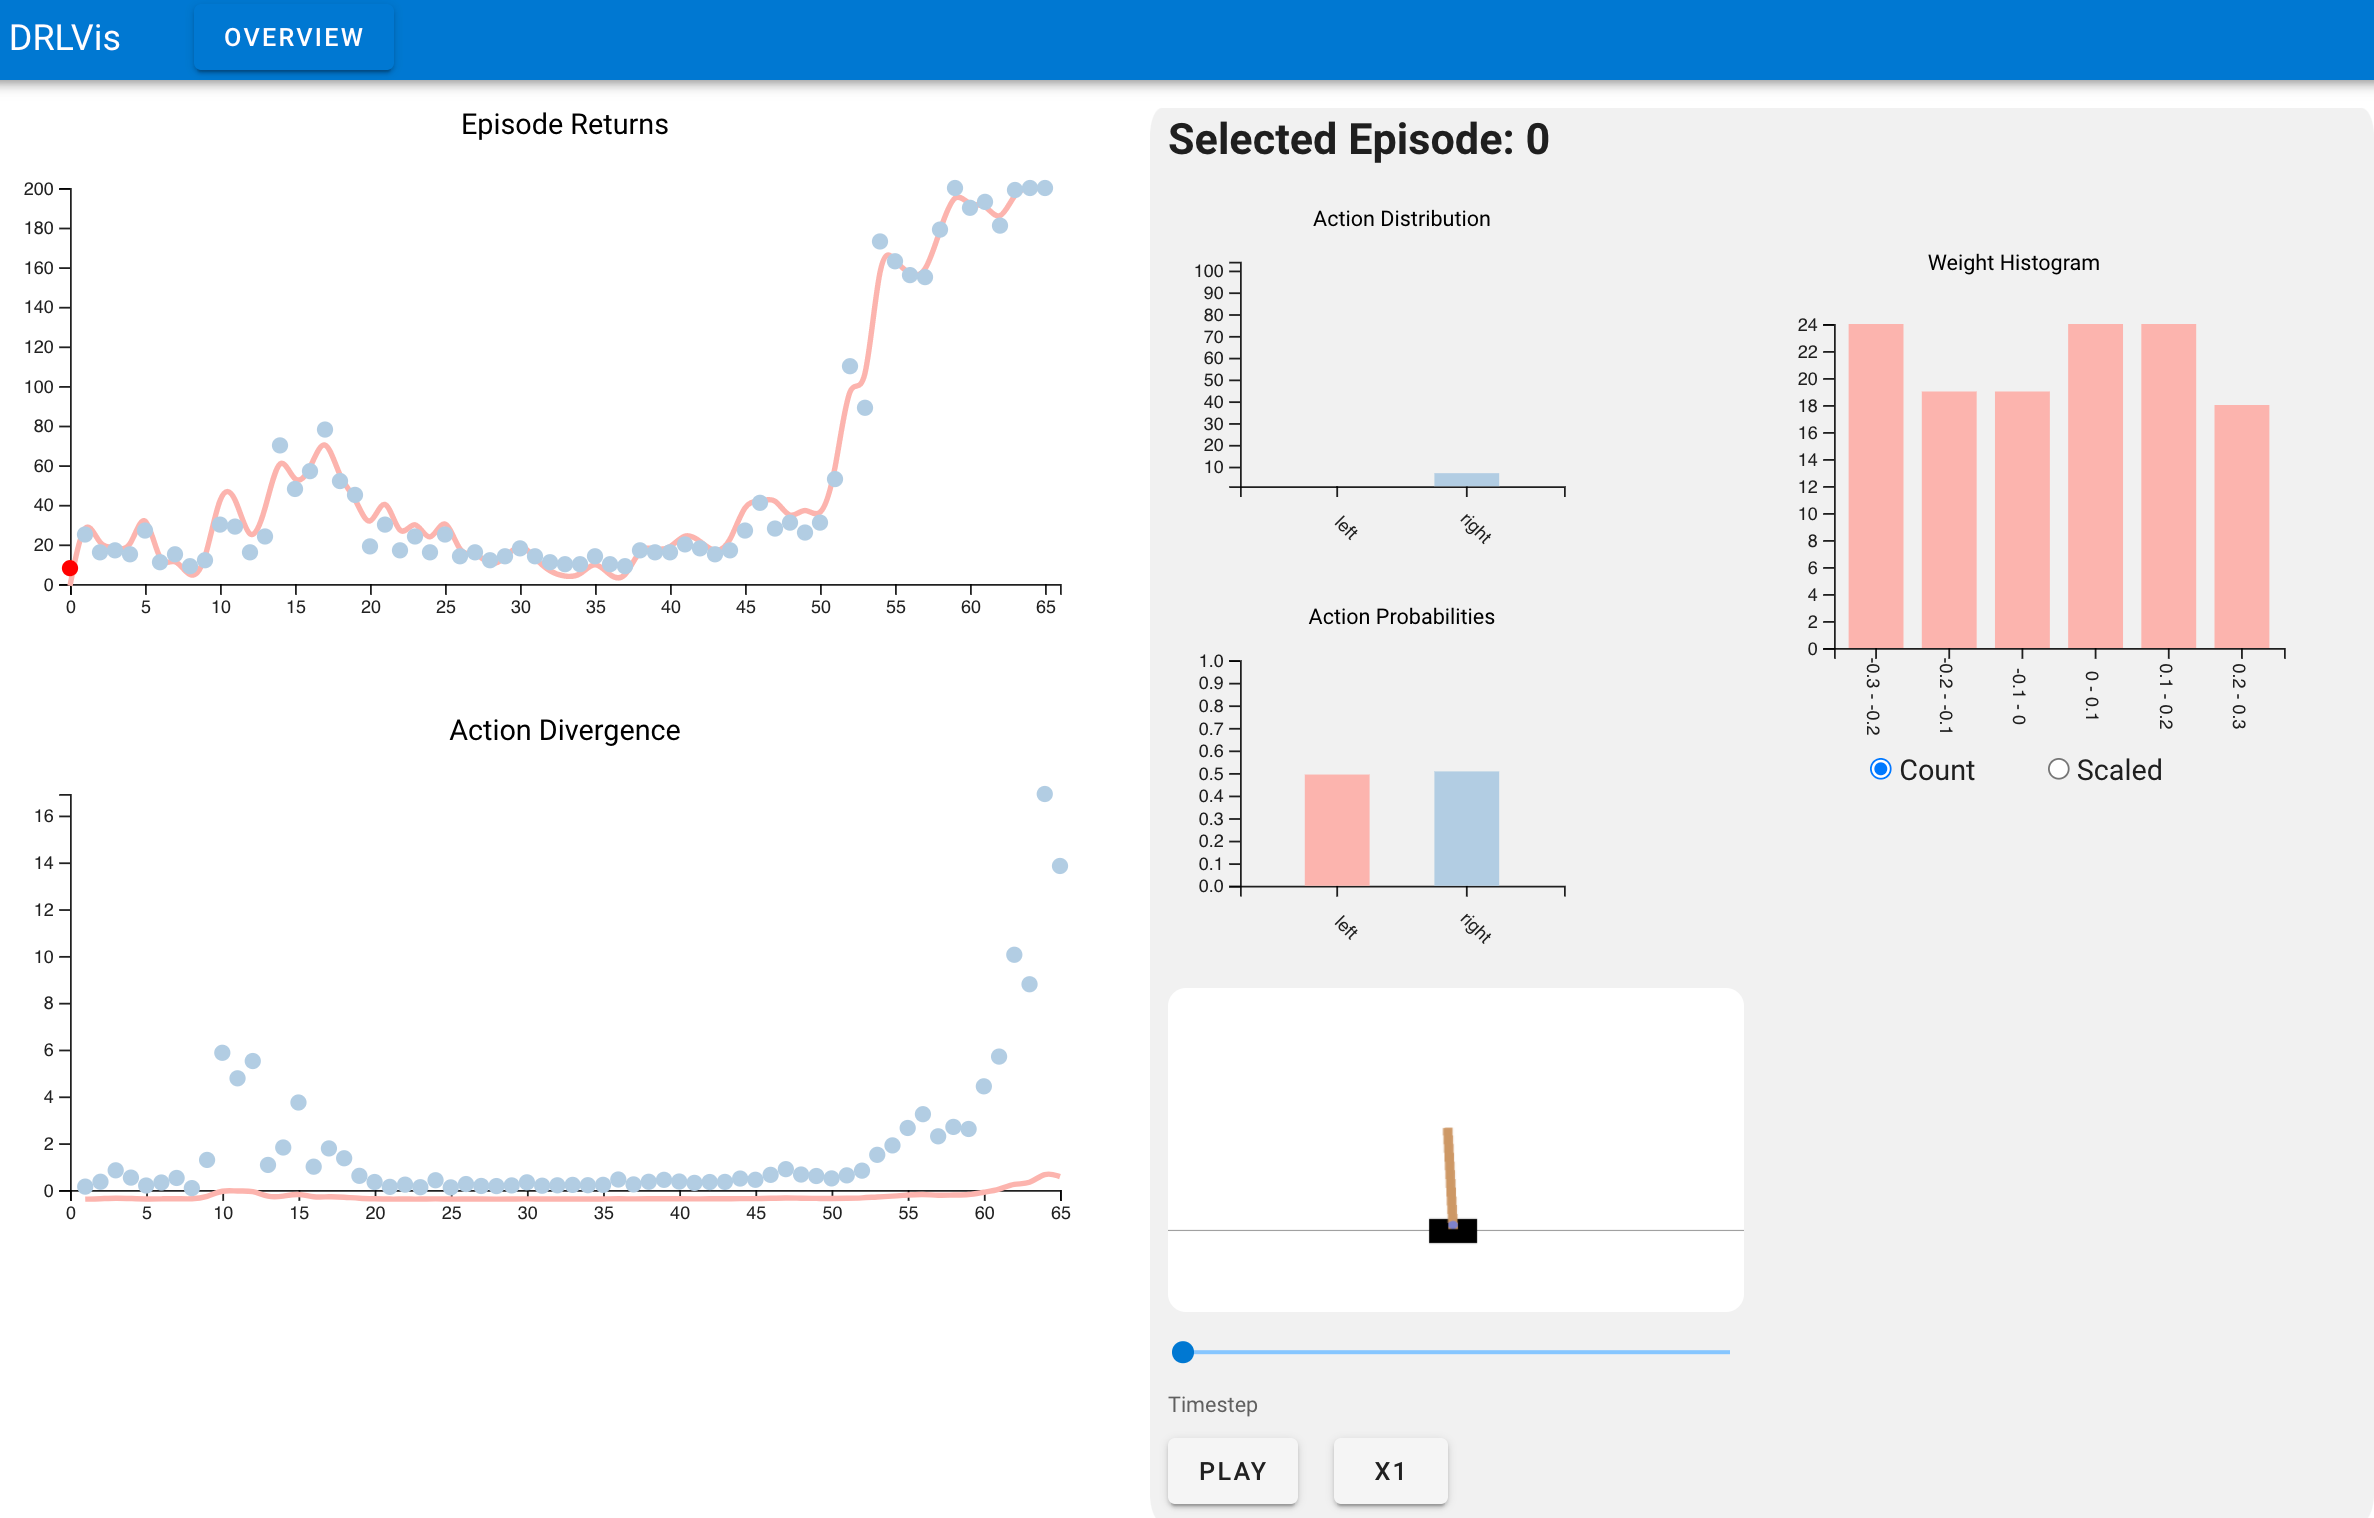 DRLVis OVERVIEW
Episode Returns
200
180
160
140
120
100
80
60
40
20
0
0 5 10 15 20 25 30 35 40 45 50 55 60 65
Action Divergence
16
14
12
10
8
6
4
2
0
0 5 10 15 20 25 30 35 40 45 50 55 60 65
Selected Episode: 0
Action Distribution
100
90
80
70
60
50
40
30
20
10
left right
Action Probabilities
1.0
0.9
0.8
0.7
0.6
0.5
0.4
0.3
0.2
0.1
0.0
left right
Weight Histogram
24
22
20
18
16
14
12
10
8
6
4
2
0
-0.3 - -0.2
-0.2 - -0.1
-0.1 - 0
0 - 0.1
0.1 - 0.2
0.2 - 0.3
Count Scaled
Timestep
PLAY X1